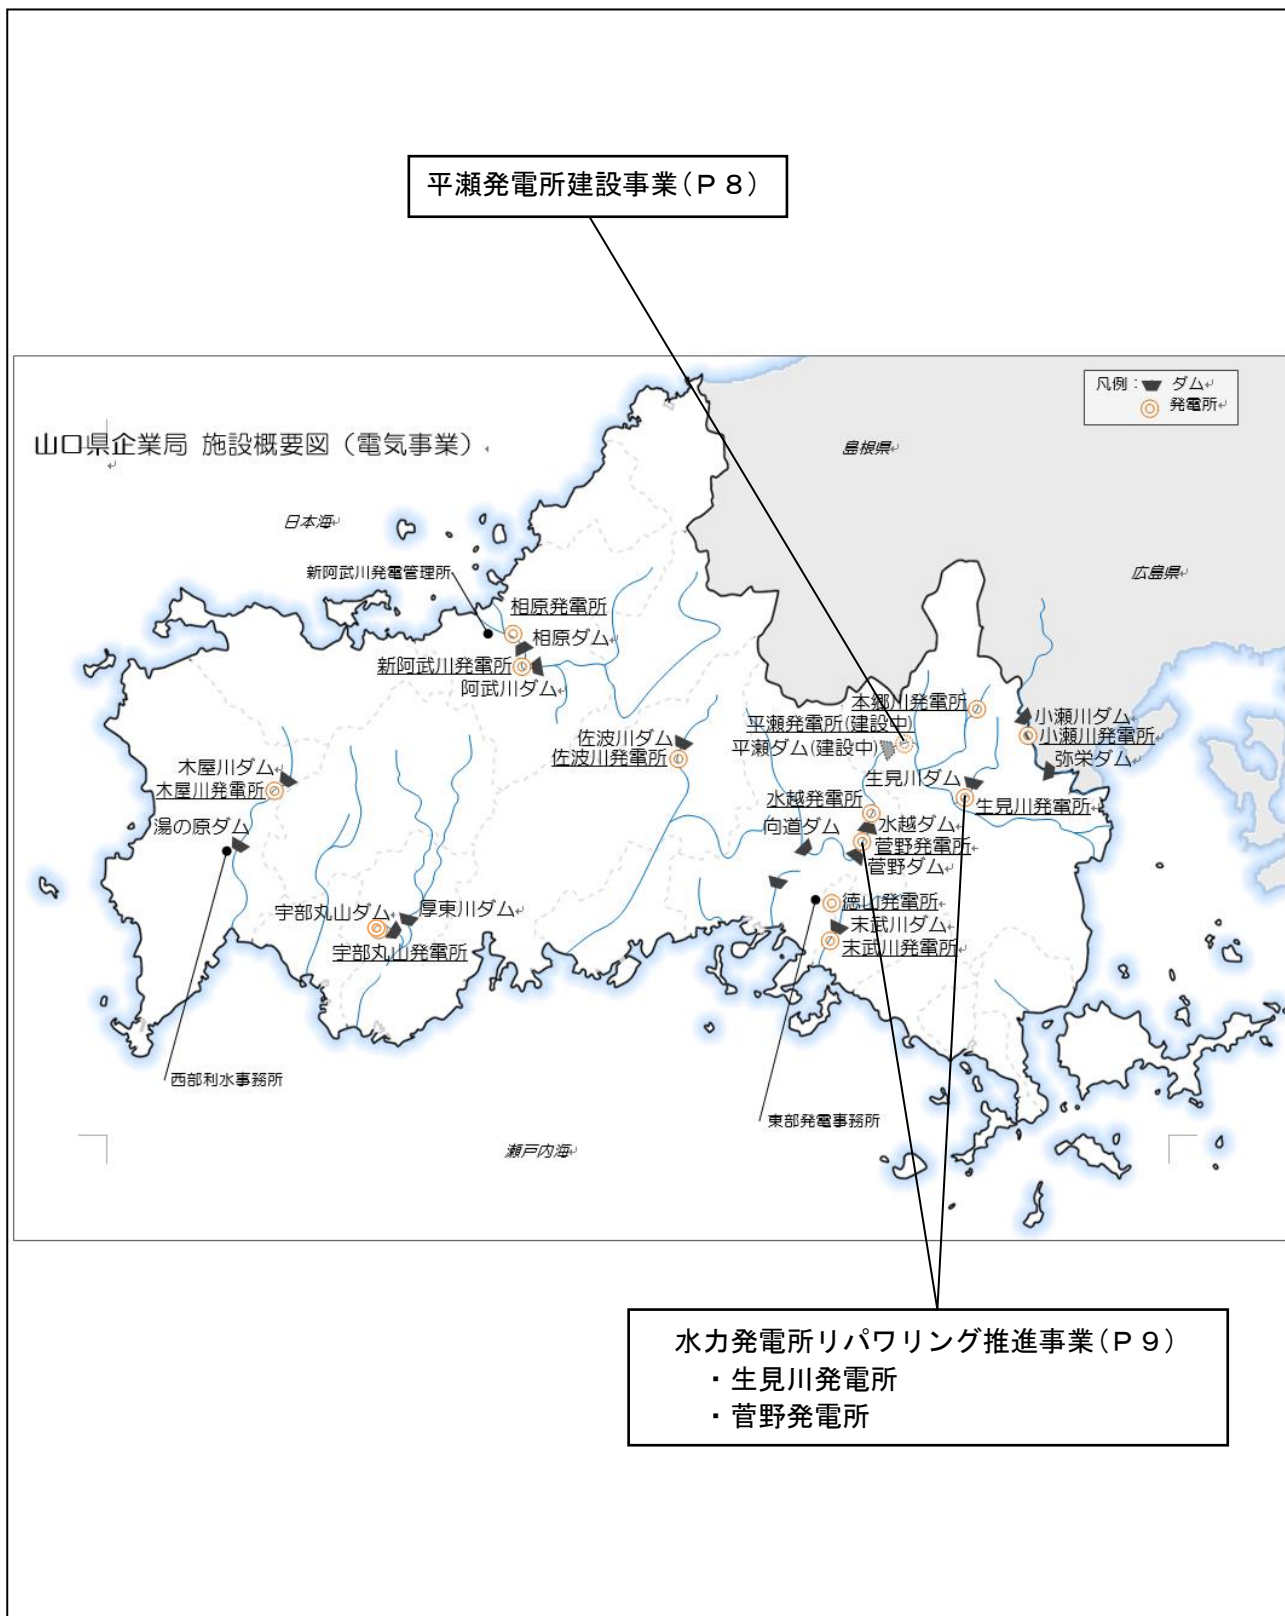 平瀬発電所建設事業(P8)
凡例：ダム
発電所
山口県企業局 施設概要図（電気事業）
島根県
日本海
広島県
新阿武川発電管理所
相原発電所
相原ダム
新阿武川発電所
阿武川ダム
本郷川発電所
平瀬発電所(建設中)
平瀬ダム(建設中)
小瀬川ダム
小瀬川発電所
弥栄ダム
佐波川ダム
佐波川発電所
木屋川ダム
木屋川発電所
生見川ダム
生見川発電所
水越発電所
向道ダム
水越ダム
菅野発電所
菅野ダム
湯の原ダム
徳山発電所
末武川ダム
末武川発電所
宇部丸山ダム
厚東川ダム
宇部丸山発電所
西部利水事務所
東部発電事務所
瀬戸内海
水力発電所リパワリング推進事業(P9)
・生見川発電所
・菅野発電所